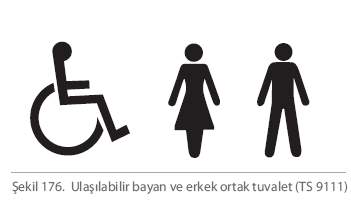 Şekil 176. Ulaşılabilir bayan ve erkek ortak tuvalet (TS 9111)